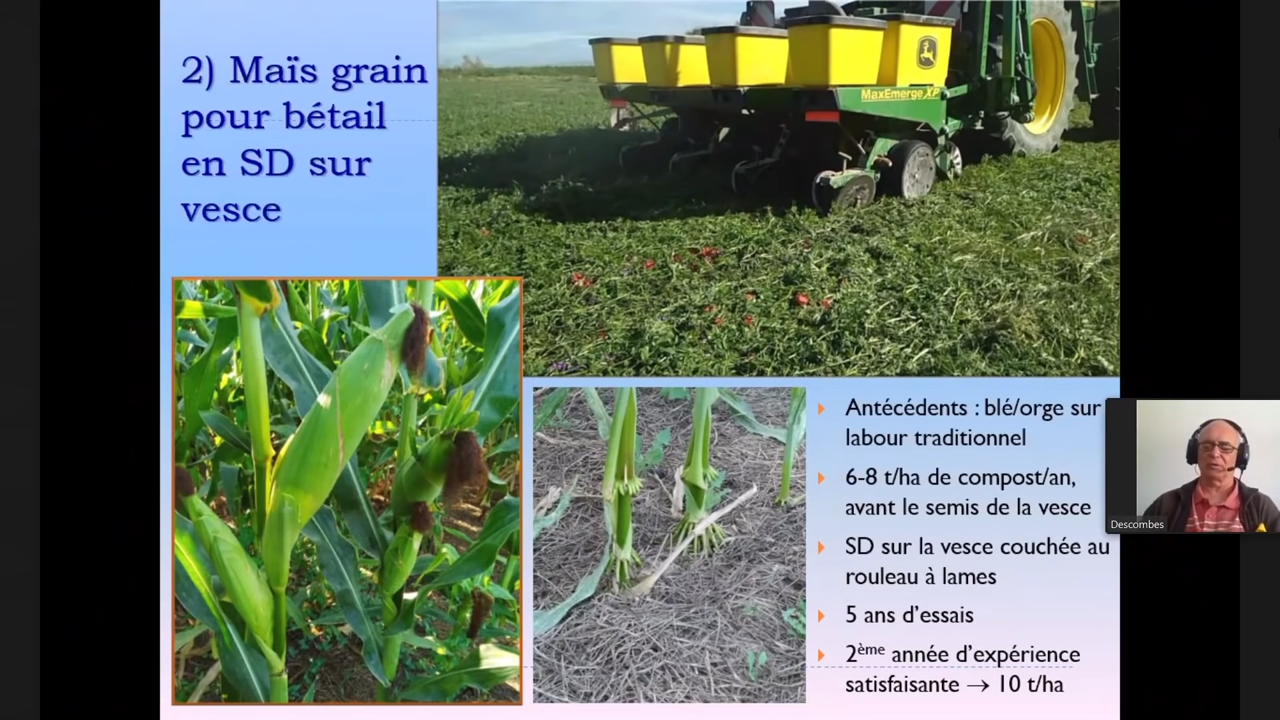 2) Maïs grain
pour bétail
en SD sur
vesce
MaxEmerge XP
Antécédents : blé/orge sur
labour traditionnel
6-8 t/ha de compost/an,
avant le semis de la vesce
SD sur la vesce couchée au
rouleau à lames
5 ans d'essais
2ème année d'expérience
satisfaisante → 10 t/ha
Descombes